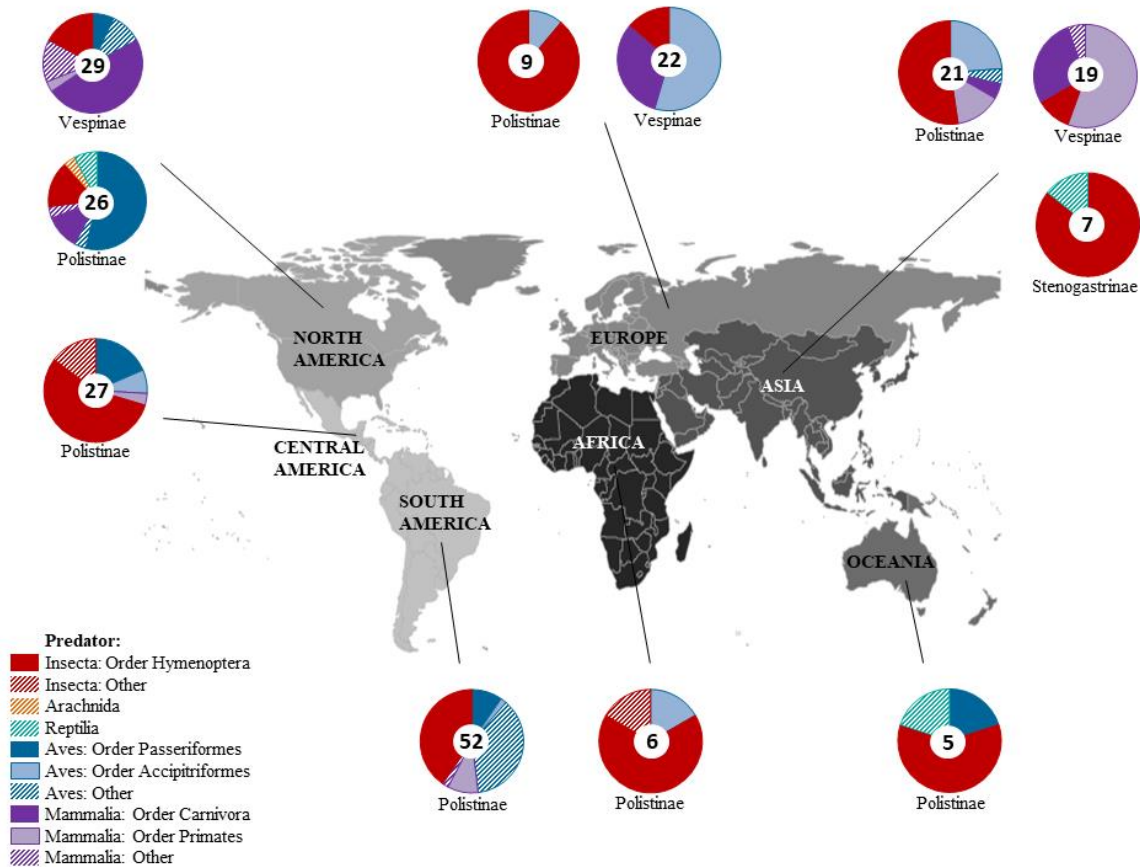 29
Vespinae
9
Polistinae
22
Vespinae
21
Polistinae
19
Vespinae
26
Polistinae
7
Stenogastrinae
NORTH
AMERICA
EUROPE
ASIA
27
Polistinae
AFRICA
CENTRAL
AMERICA
SOUTH
AMERICA
OCEANIA
Predator:
Insecta: Order Hymenoptera
Insecta: Other
Arachnida
Reptilia
Aves: Order Passeriformes
Aves: Order Accipitriformes
Aves: Other
Mammalia: Order Carnivora
Mammalia: Order Primates
Mammalia: Other
52
Polistinae
6
Polistinae
5
Polistinae